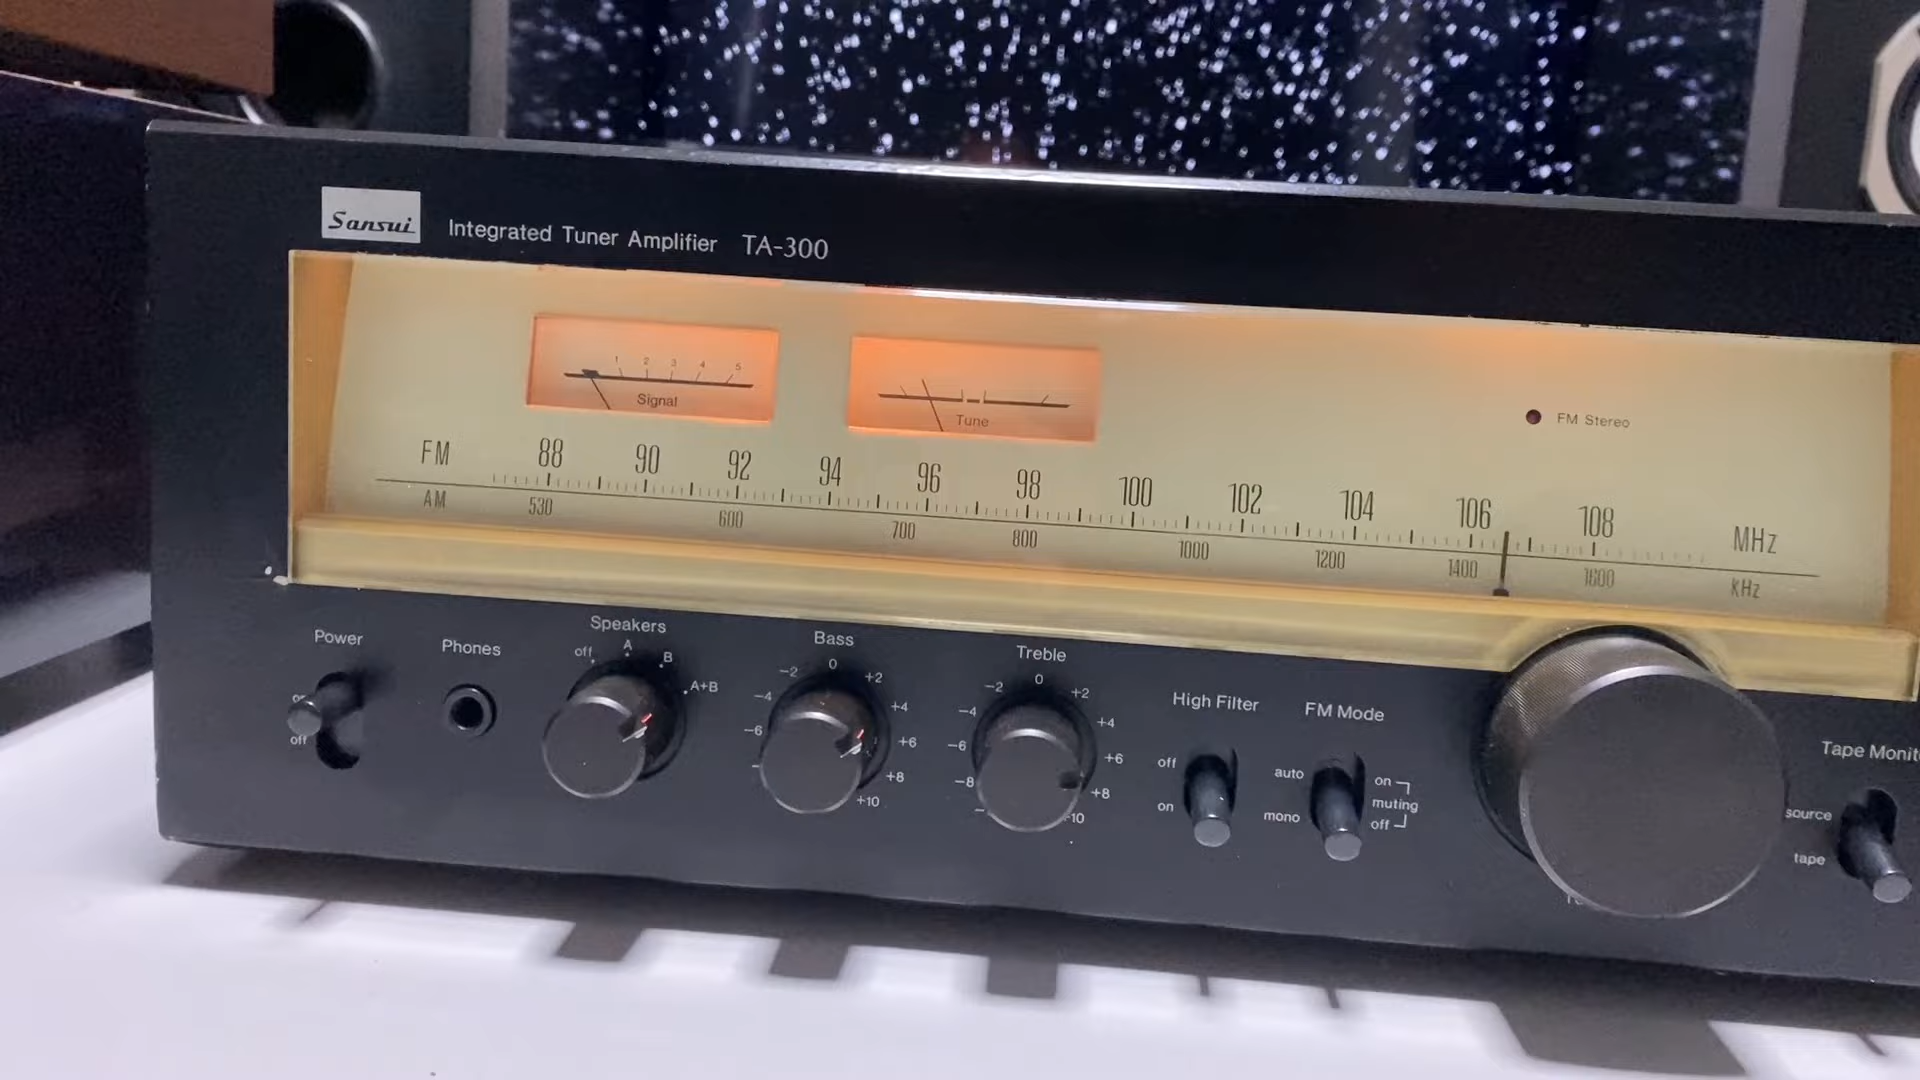 Sansui Integrated Tuner Amplifier TA-300
1 2 3 4 5
Signal
Tune
FM Stereo
FM 88 90 92 94 96 98 100 102 104 106 108 MHz
AM 530 600 700 800 1000 1200 1400 1600 kHz
Power
on
off
Phones
Speakers
off A B A+B
Bass
-6 -4 -2 0 +2 +4 +6 +8 +10
Treble
-8 -6 -4 -2 0 +2 +4 +6 +8 +10
High Filter
off
on
FM Mode
auto
mono
on
muting
off
Tape
source
tape